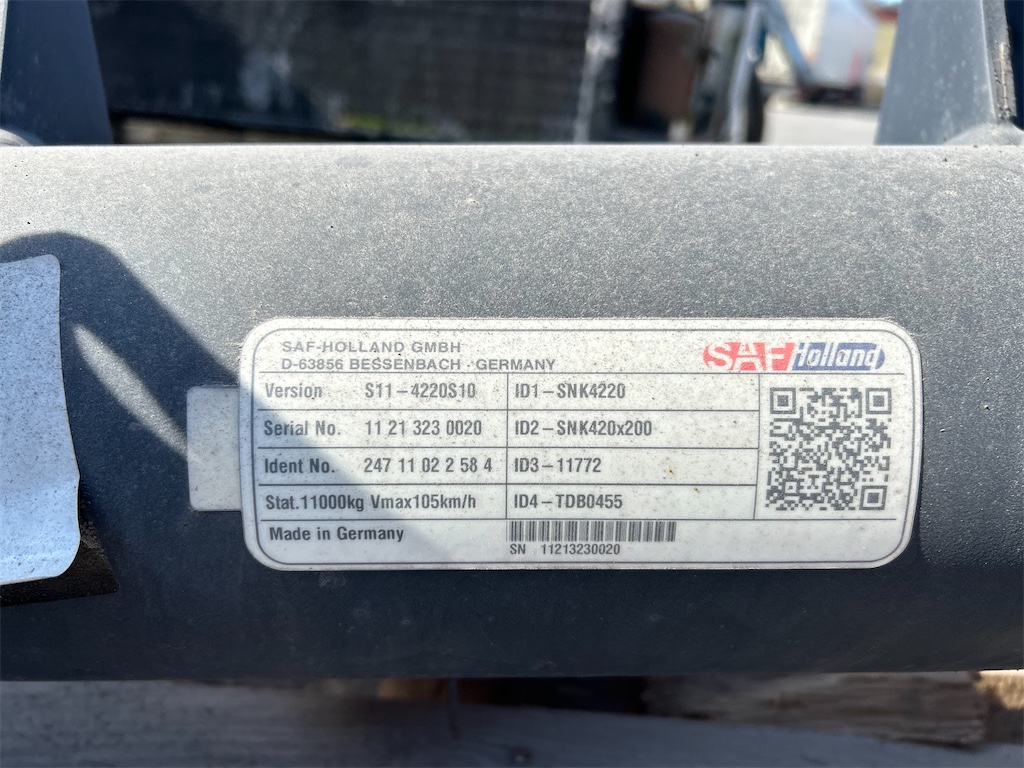 SAF-HOLLAND GMBH
D-63856 BESSENBACH · GERMANY
SAF Holland
Version S11-4220S10 ID1-SNK4220
Serial No. 11 21 323 0020 ID2-SNK420x200
Ident No. 247 11 02 2 58 4 ID3-11772
Stat.11000kg Vmax105km/h ID4-TDB0455
Made in Germany
SN 11213230020